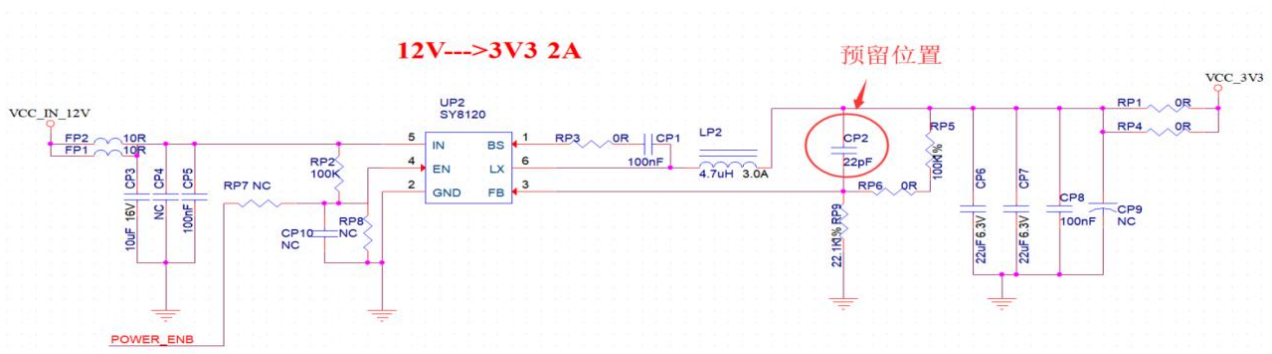 12V--->3V3 2A
预留位置
VCC_3V3
VCC_IN_12V
UP2
SY8120
FP2 10R
FP1 10R
5 IN
BS 1
RP3 0R CP1
100nF
LP2
4.7uH 3.0A
CP2
22pF
RP5
100K1%
RP1 0R
RP4 0R
RP2
100K
4 EN
LX 6
2 GND
FB 3
RP6 0R
CP3
10uF 16V
CP4
NC
CP5
100nF
RP7 NC
CP10
NC
RP8
NC
RP9
22.1K1%
CP6
22uF 6.3V
CP7
22uF 6.3V
CP8
100nF
CP9
NC
POWER_ENB